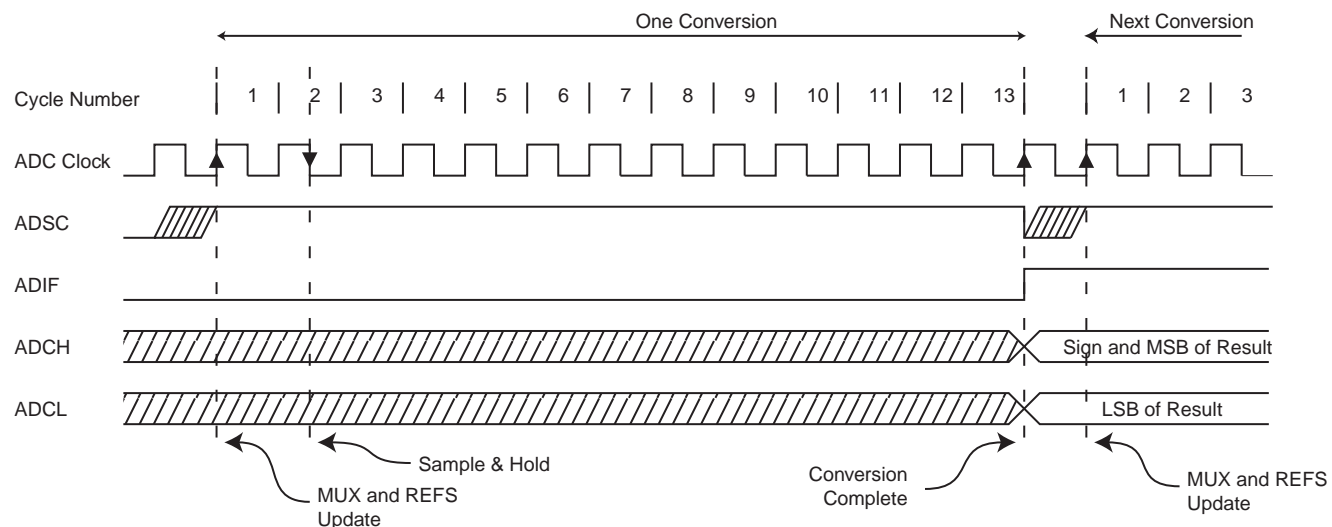 One Conversion
Next Conversion
Cycle Number
1 2 3 4 5 6 7 8 9 10 11 12 13 1 2 3
ADC Clock
ADSC
ADIF
ADCH
Sign and MSB of Result
ADCL
LSB of Result
Sample & Hold
MUX and REFS
Update
Conversion
Complete
MUX and REFS
Update